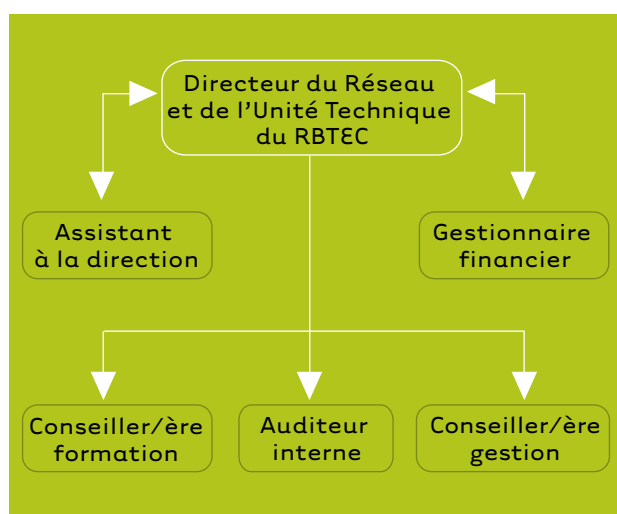 Directeur du Réseau
et de l'Unité Technique
du RBTEC
Assistant
à la direction
Gestionnaire
financier
Conseiller/ère
formation
Auditeur
interne
Conseiller/ère
gestion